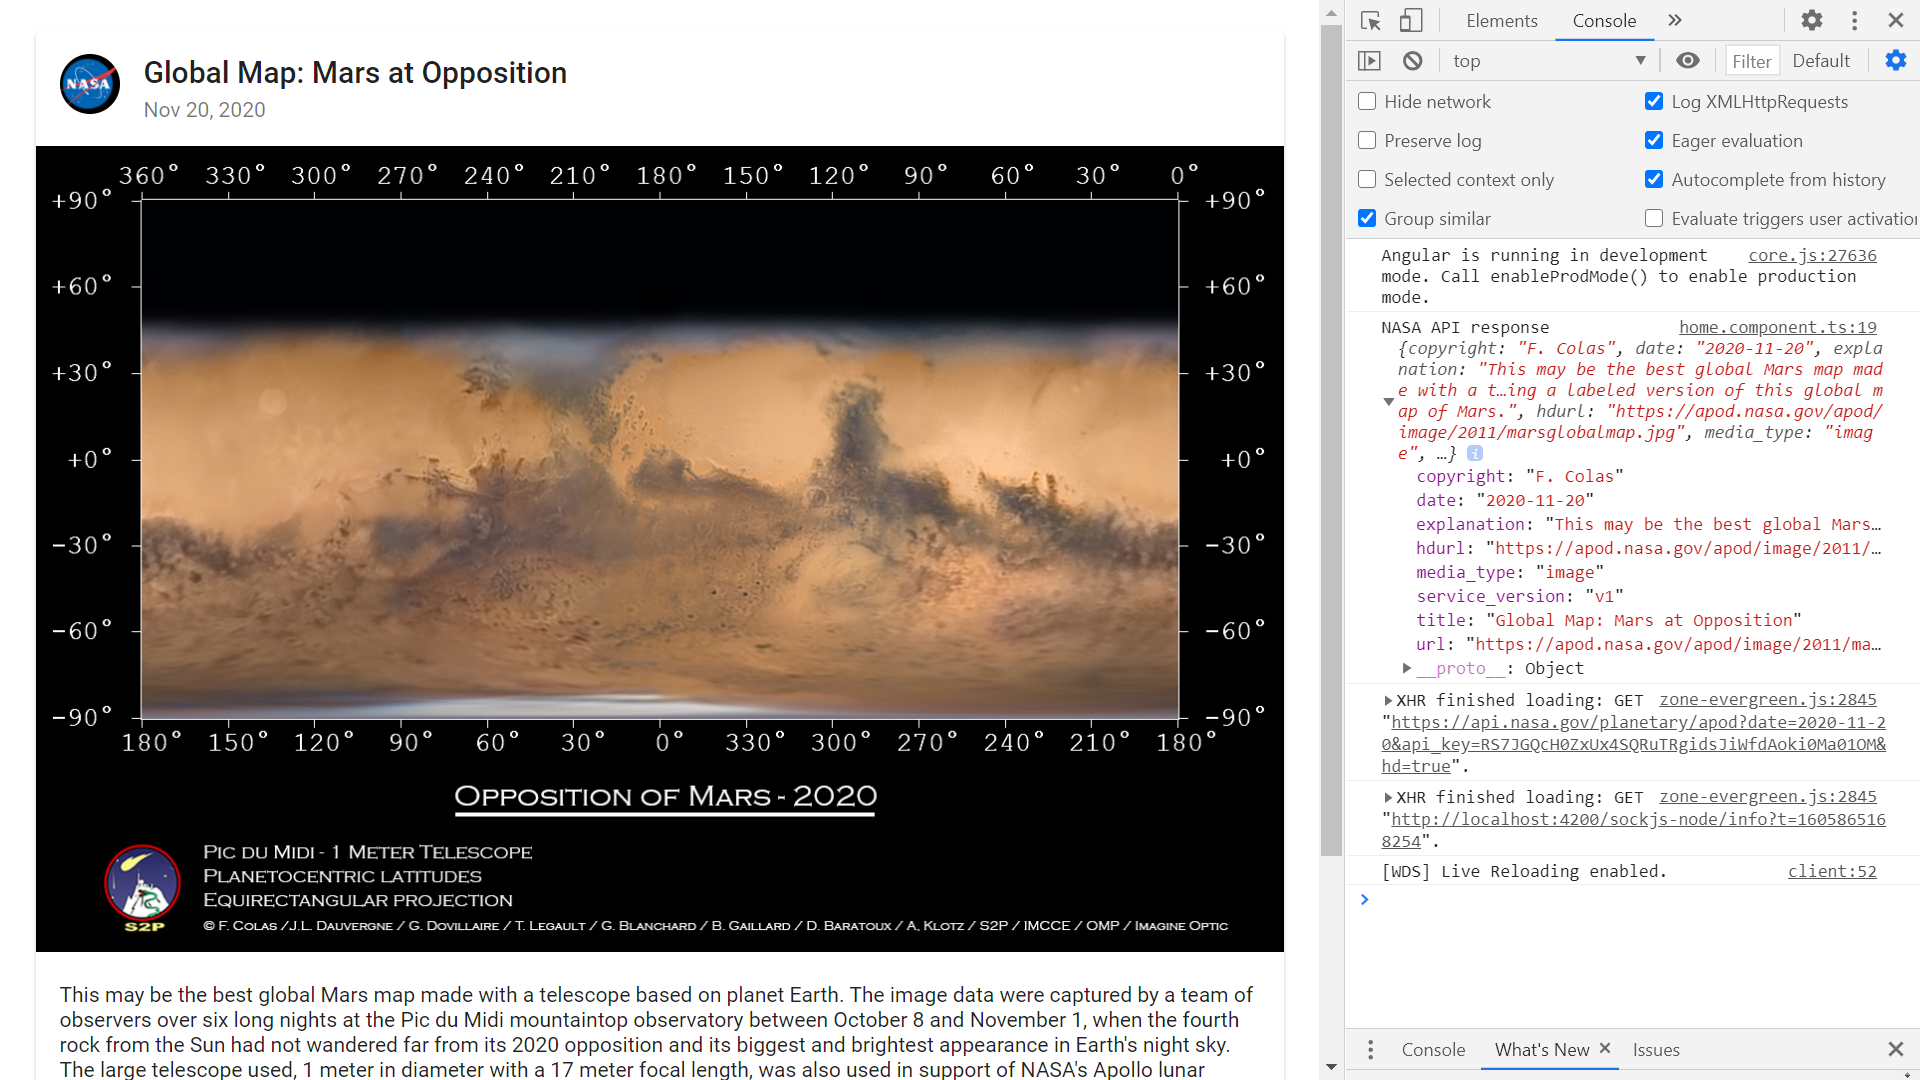 NASA
Global Map: Mars at Opposition
Nov 20, 2020
360° 330° 300° 270° 240° 210° 180° 150° 120° 90° 60° 30° 0°
+90° +90°
+60° +60°
+30° +30°
+0° +0°
−30° −30°
−60° −60°
−90° −90°
180° 150° 120° 90° 60° 30° 0° 330° 300° 270° 240° 210° 180°
OPPOSITION OF MARS - 2020
PIC DU MIDI - 1 METER TELESCOPE
PLANETOCENTRIC LATITUDES
EQUIRECTANGULAR PROJECTION
S2P
© F. COLAS /J.L. DAUVERGNE / G. DOVILLAIRE / T. LEGAULT / G. BLANCHARD / B. GAILLARD / D. BARATOUX / A. KLOTZ / S2P / IMCCE / OMP / IMAGINE OPTIC
This may be the best global Mars map made with a telescope based on planet Earth. The image data were captured by a team of
observers over six long nights at the Pic du Midi mountaintop observatory between October 8 and November 1, when the fourth
rock from the Sun had not wandered far from its 2020 opposition and its biggest and brightest appearance in Earth's night sky.
The large telescope used, 1 meter in diameter with a 17 meter focal length, was also used in support of NASA's Apollo lunar
Elements Console »
top Filter Default
Hide network Log XMLHttpRequests
Preserve log Eager evaluation
Selected context only Autocomplete from history
Group similar Evaluate triggers user activation
Angular is running in development core.js:27636
mode. Call enableProdMode() to enable production
mode.
NASA API response home.component.ts:19
{copyright: "F. Colas", date: "2020-11-20", expla
nation: "This may be the best global Mars map mad
e with a t…ing a labeled version of this global m
ap of Mars.", hdurl: "https://apod.nasa.gov/apod/
image/2011/marsglobalmap.jpg", media_type: "imag
e", …} i
copyright: "F. Colas"
date: "2020-11-20"
explanation: "This may be the best global Mars…
hdurl: "https://apod.nasa.gov/apod/image/2011/…
media_type: "image"
service_version: "v1"
title: "Global Map: Mars at Opposition"
url: "https://apod.nasa.gov/apod/image/2011/ma…
__proto__: Object
XHR finished loading: GET zone-evergreen.js:2845
"https://api.nasa.gov/planetary/apod?date=2020-11-2
0&api_key=RS7JGQcH0ZxUx4SQRuTRgidsJiWfdAoki0Ma01OM&
hd=true".
XHR finished loading: GET zone-evergreen.js:2845
"http://localhost:4200/sockjs-node/info?t=160586516
8254".
[WDS] Live Reloading enabled. client:52
Console What's New Issues